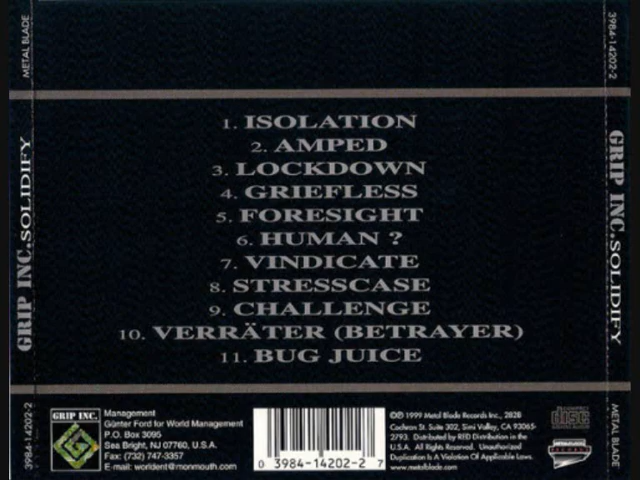 METAL BLADE
GRIP INC. SOLIDIFY
3984-14202-2
1. ISOLATION
2. AMPED
3. LOCKDOWN
4. GRIEFLESS
5. FORESIGHT
6. HUMAN ?
7. VINDICATE
8. STRESSCASE
9. CHALLENGE
10. VERRÄTER (BETRAYER)
11. BUG JUICE
GRIP INC.
Management
Günter Ford for World Management
P.O. Box 3095
Sea Bright, NJ 07760, U.S.A.
Fax: (732) 747-3357
E-mail: worldent@monmouth.com
0 3984-14202-2 7
©℗ 1999 Metal Blade Records Inc., 2828
Cochran St. Suite 302, Simi Valley, CA 93065-
2793. Distributed by RED Distribution in the
U.S.A. All Rights Reserved. Unauthorized
Duplication Is A Violation Of Applicable Laws.
www.metalblade.com
COMPACT
disc
3984-14202-2
GRIP INC. SOLIDIFY
METAL BLADE